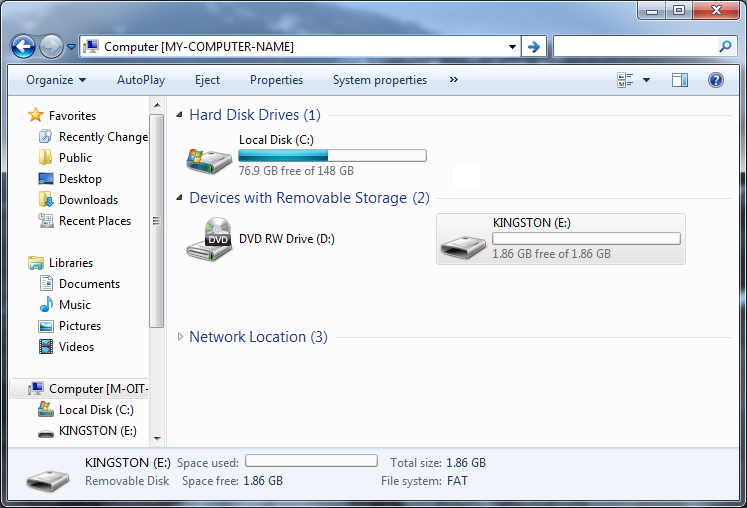 Computer [MY-COMPUTER-NAME]
Organize AutoPlay Eject Properties System properties »
Favorites
Recently Change
Public
Desktop
Downloads
Recent Places
Libraries
Documents
Music
Pictures
Videos
Computer [M-OIT-
Local Disk (C:)
KINGSTON (E:)
Hard Disk Drives (1)
Local Disk (C:)
76.9 GB free of 148 GB
Devices with Removable Storage (2)
DVD
DVD RW Drive (D:)
KINGSTON (E:)
1.86 GB free of 1.86 GB
Network Location (3)
KINGSTON (E:) Space used: Total size: 1.86 GB
Removable Disk Space free: 1.86 GB File system: FAT